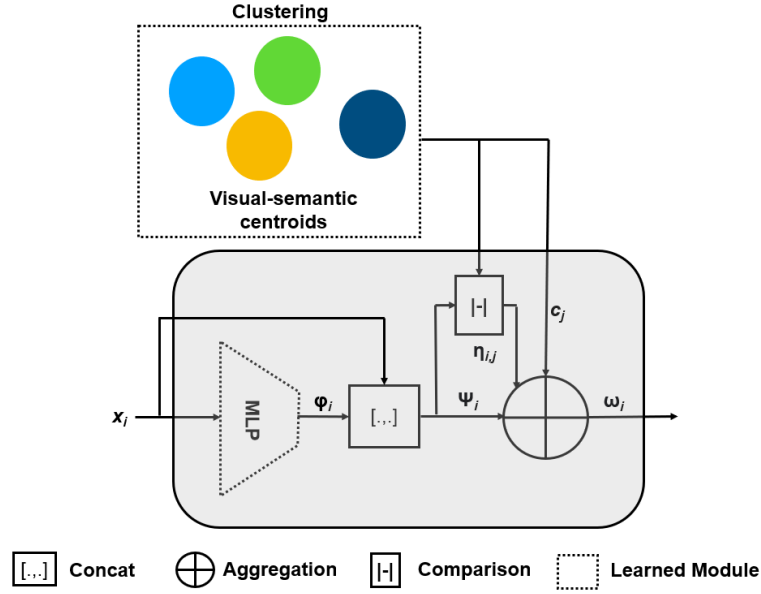 Clustering
Visual-semantic
centroids
|-|
c_j
η_i,j
x_i
MLP
φ_i
[.,.]
Ψ_i
ω_i
[.,.] Concat
Aggregation
|-| Comparison
Learned Module